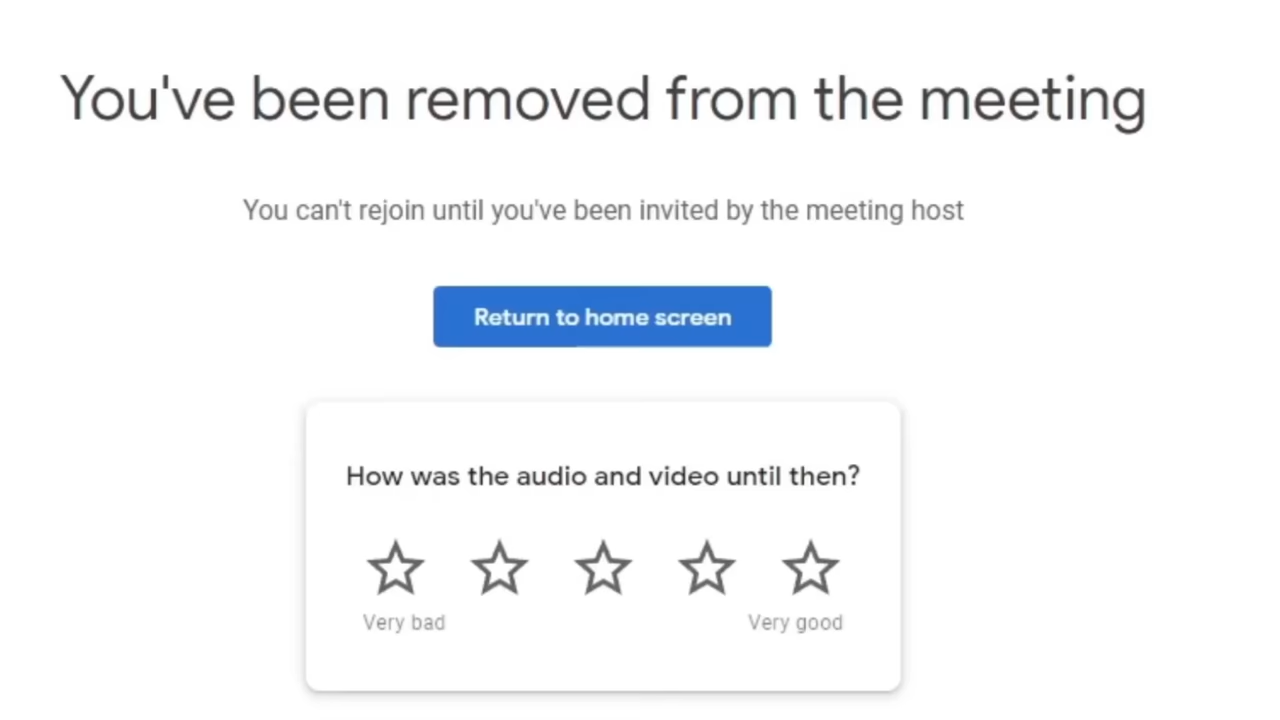 You've been removed from the meeting
You can't rejoin until you've been invited by the meeting host
Return to home screen
How was the audio and video until then?
Very bad
Very good